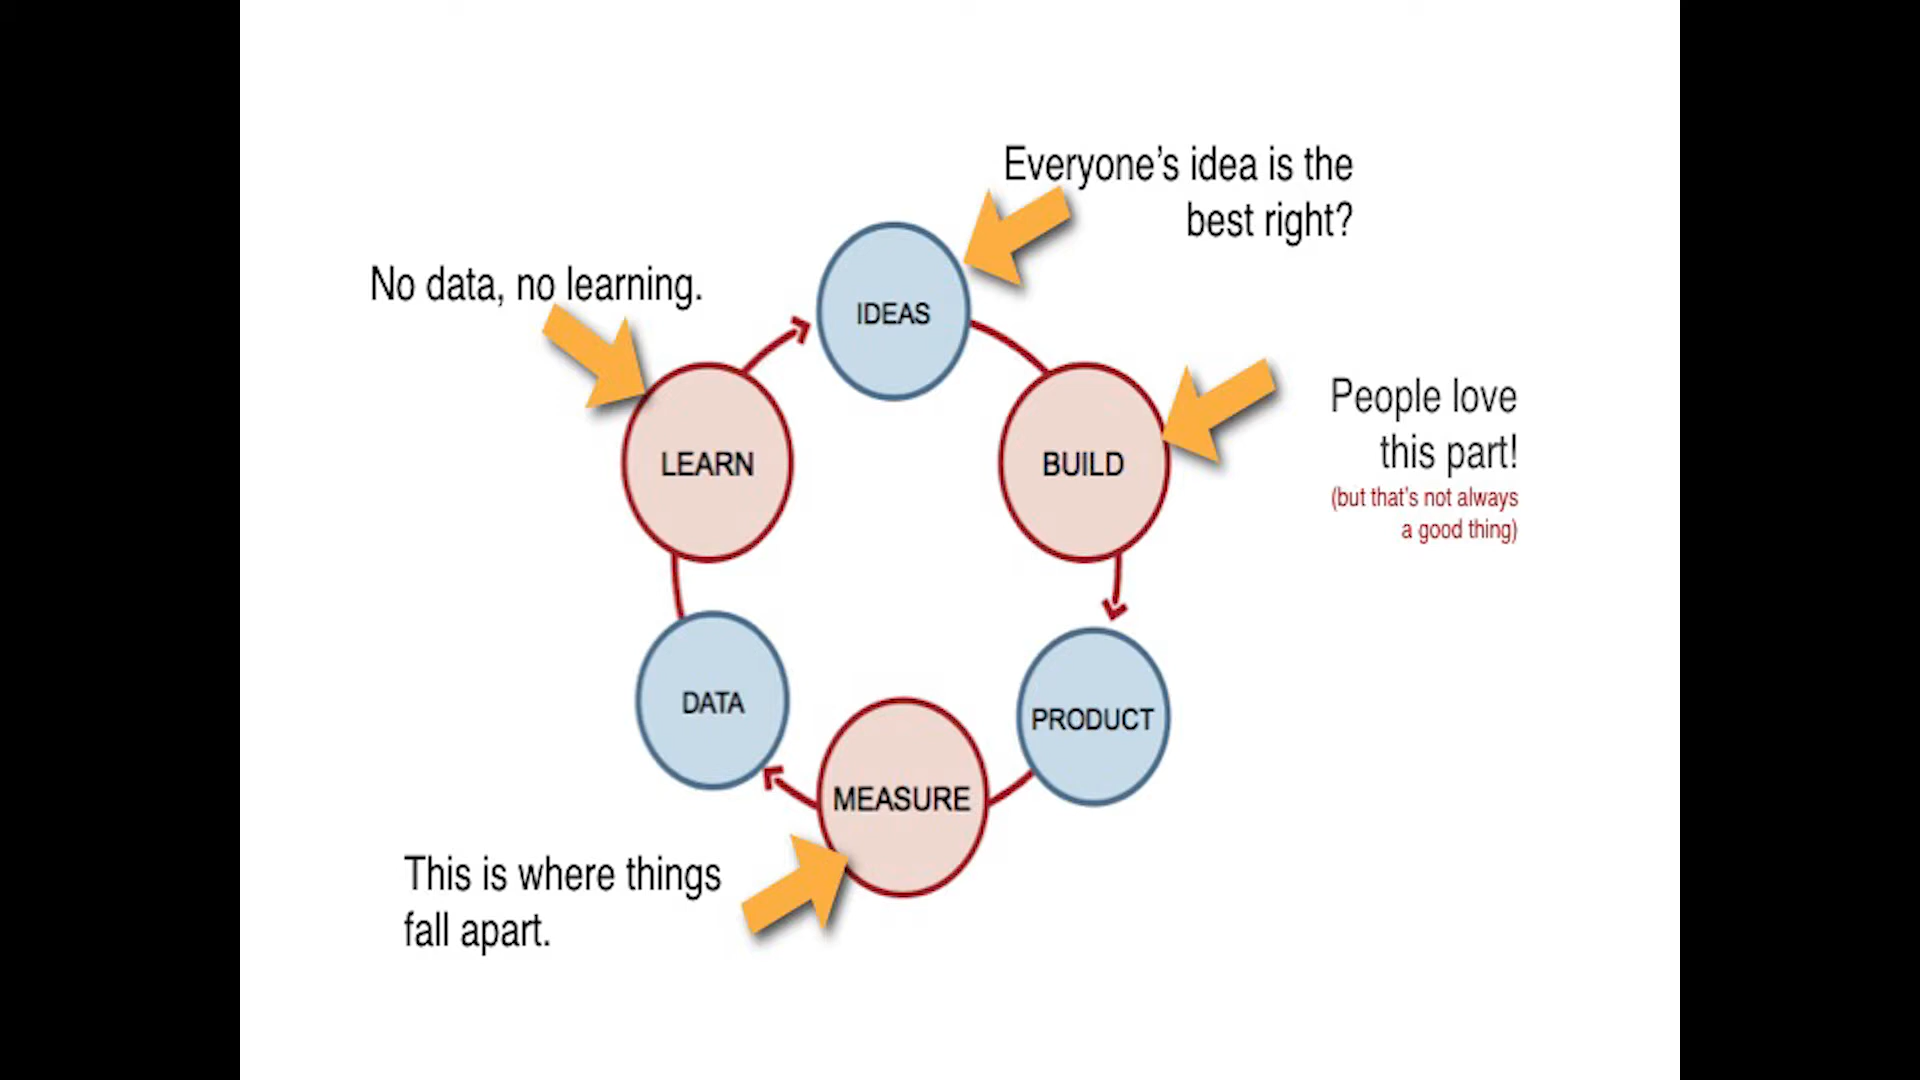 Everyone’s idea is the
best right?
No data, no learning.
IDEAS
People love
this part!
(but that’s not always
a good thing)
LEARN
BUILD
DATA
PRODUCT
MEASURE
This is where things
fall apart.